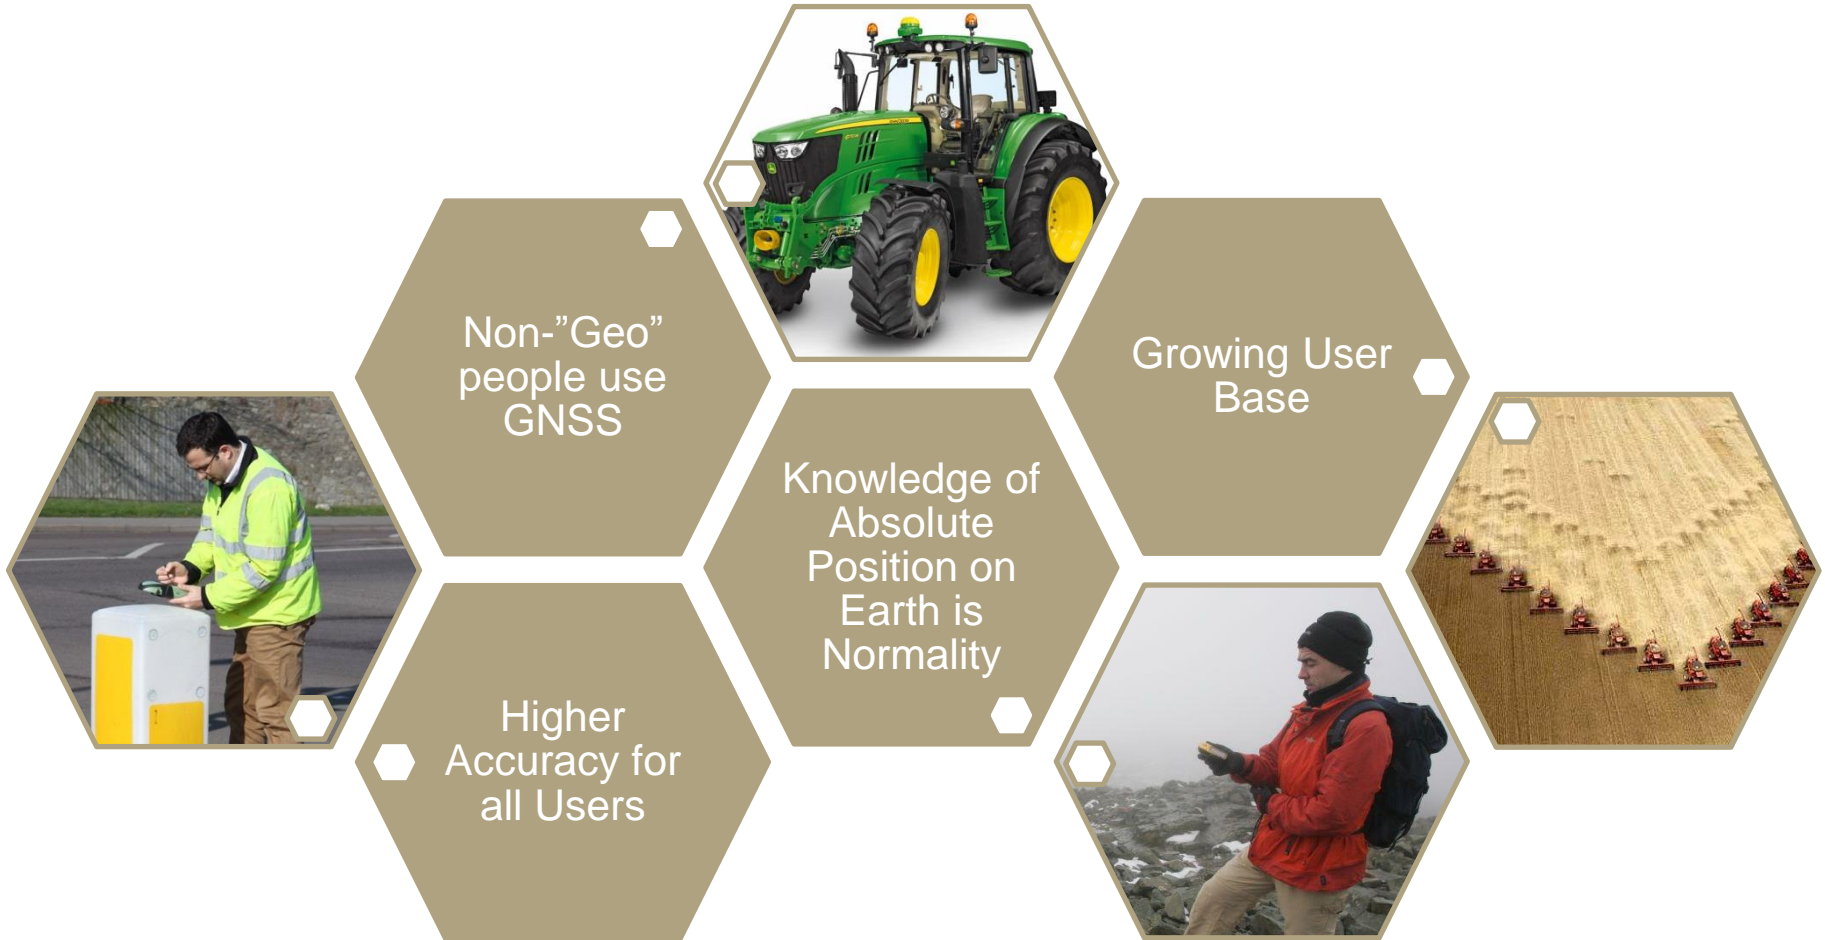 Non-”Geo”
people use
GNSS
Growing User
Base
Knowledge of
Absolute
Position on
Earth is
Normality
Higher
Accuracy for
all Users